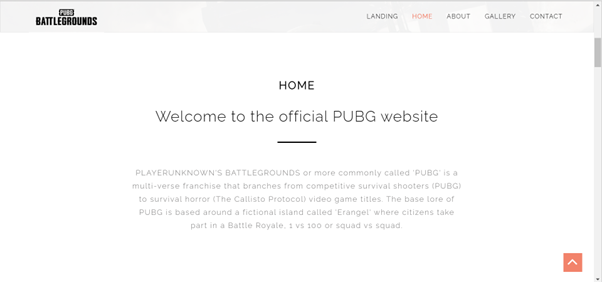 PUBG
BATTLEGROUNDS
LANDING HOME ABOUT GALLERY CONTACT
HOME
Welcome to the official PUBG website
PLAYERUNKNOWN'S BATTLEGROUNDS or more commonly called 'PUBG' is a
multi-verse franchise that branches from competitive survival shooters (PUBG)
to survival horror (The Callisto Protocol) video game titles. The base lore of
PUBG is based around a fictional island called 'Erangel' where citizens take
part in a Battle Royale, 1 vs 100 or squad vs squad.